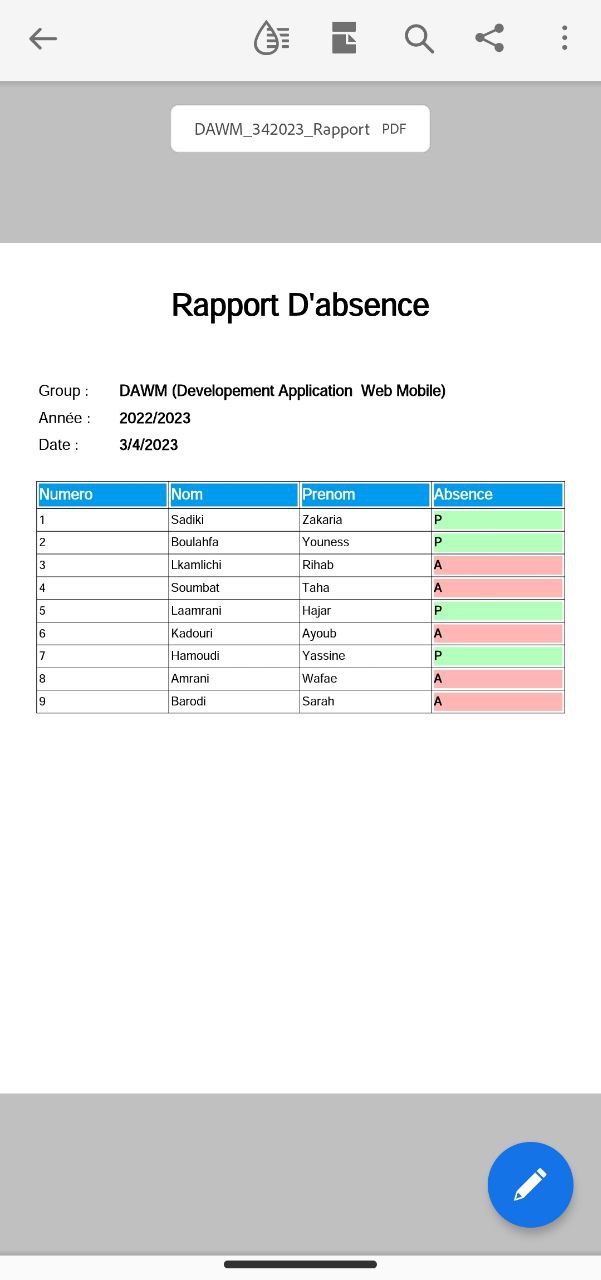 DAWM_342023_Rapport PDF
Rapport D'absence
Group : DAWM (Developement Application Web Mobile)
Année : 2022/2023
Date : 3/4/2023
Numero Nom Prenom Absence
1 Sadiki Zakaria P
2 Boulahfa Youness P
3 Lkamlichi Rihab A
4 Soumbat Taha A
5 Laamrani Hajar P
6 Kadouri Ayoub A
7 Hamoudi Yassine P
8 Amrani Wafae A
9 Barodi Sarah A